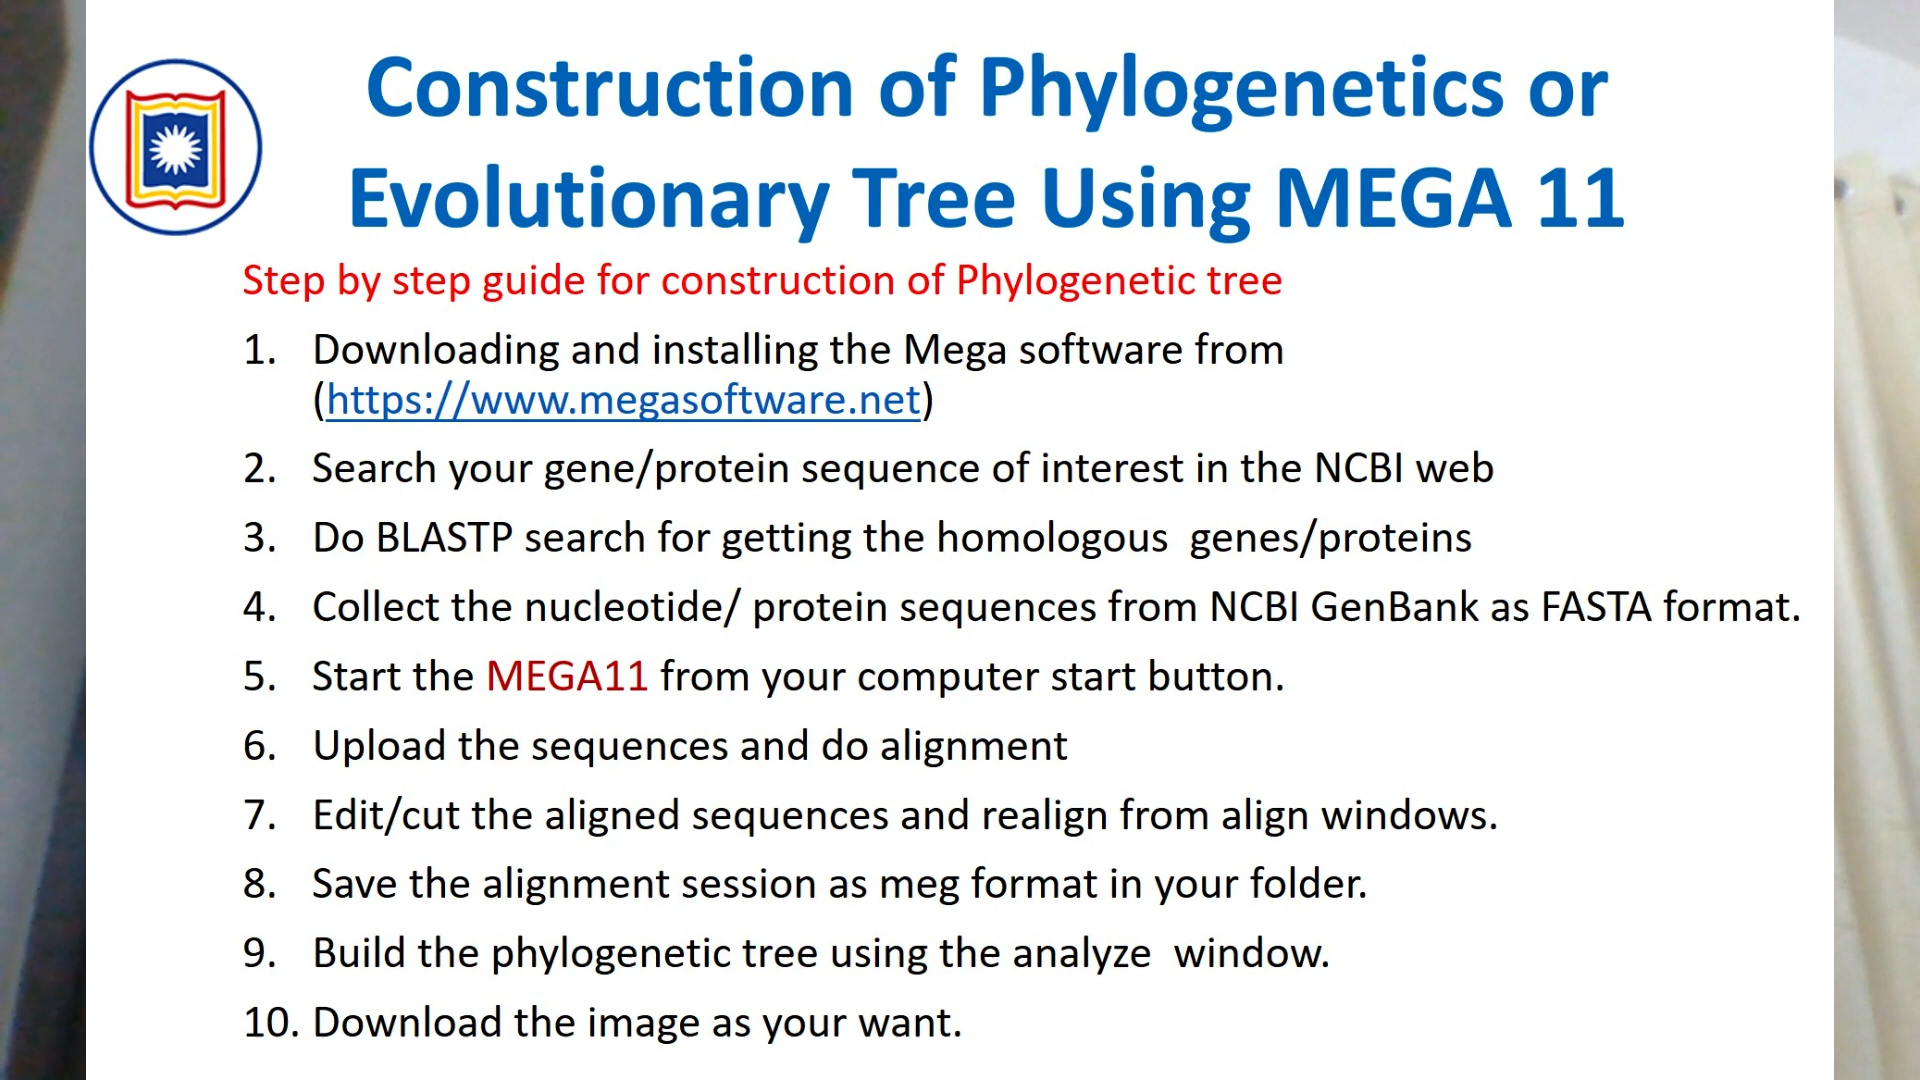 Construction of Phylogenetics or
Evolutionary Tree Using MEGA 11
Step by step guide for construction of Phylogenetic tree
1. Downloading and installing the Mega software from
(https://www.megasoftware.net)
2. Search your gene/protein sequence of interest in the NCBI web
3. Do BLASTP search for getting the homologous genes/proteins
4. Collect the nucleotide/ protein sequences from NCBI GenBank as FASTA format.
5. Start the MEGA11 from your computer start button.
6. Upload the sequences and do alignment
7. Edit/cut the aligned sequences and realign from align windows.
8. Save the alignment session as meg format in your folder.
9. Build the phylogenetic tree using the analyze window.
10. Download the image as your want.